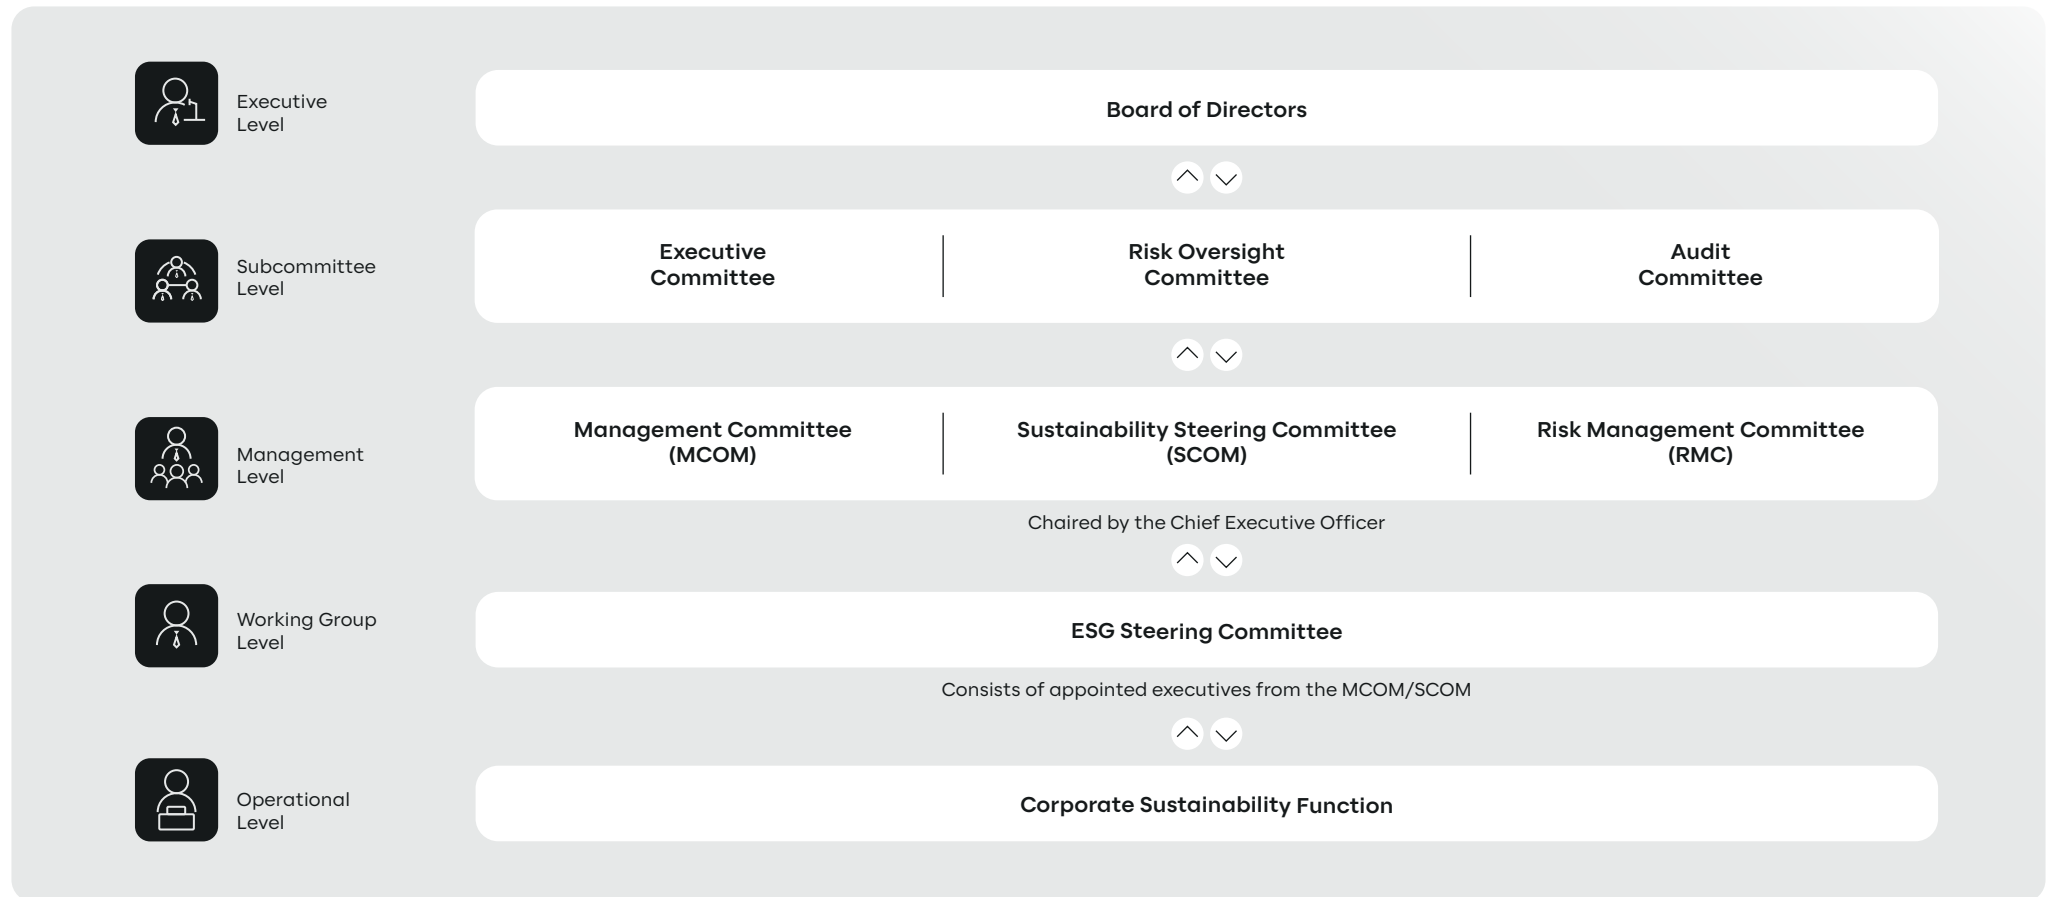 Executive
Level
Board of Directors
Subcommittee
Level
Executive
Committee
Risk Oversight
Committee
Audit
Committee
Management
Level
Management Committee
(MCOM)
Sustainability Steering Committee
(SCOM)
Risk Management Committee
(RMC)
Chaired by the Chief Executive Officer
Working Group
Level
ESG Steering Committee
Consists of appointed executives from the MCOM/SCOM
Operational
Level
Corporate Sustainability Function